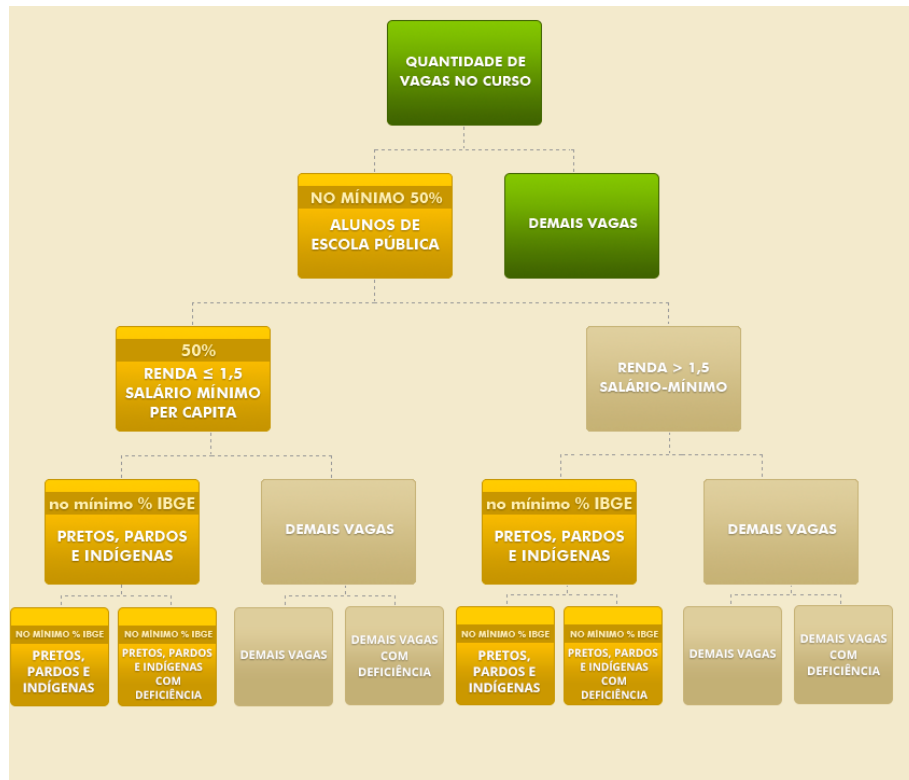 QUANTIDADE DE
VAGAS NO CURSO
NO MÍNIMO 50%
ALUNOS DE
ESCOLA PÚBLICA
DEMAIS VAGAS
50%
RENDA ≤ 1,5
SALÁRIO MÍNIMO
PER CAPITA
RENDA > 1,5
SALÁRIO-MÍNIMO
no mínimo % IBGE
PRETOS, PARDOS
E INDÍGENAS
DEMAIS VAGAS
no mínimo % IBGE
PRETOS, PARDOS
E INDÍGENAS
DEMAIS VAGAS
NO MÍNIMO % IBGE
PRETOS,
PARDOS E
INDÍGENAS
NO MÍNIMO % IBGE
PRETOS, PARDOS
E INDÍGENAS
COM
DEFICIÊNCIA
DEMAIS VAGAS
DEMAIS VAGAS
COM
DEFICIÊNCIA
NO MÍNIMO % IBGE
PRETOS,
PARDOS E
INDÍGENAS
NO MÍNIMO % IBGE
PRETOS, PARDOS
E INDÍGENAS
COM
DEFICIÊNCIA
DEMAIS VAGAS
DEMAIS VAGAS
COM
DEFICIÊNCIA